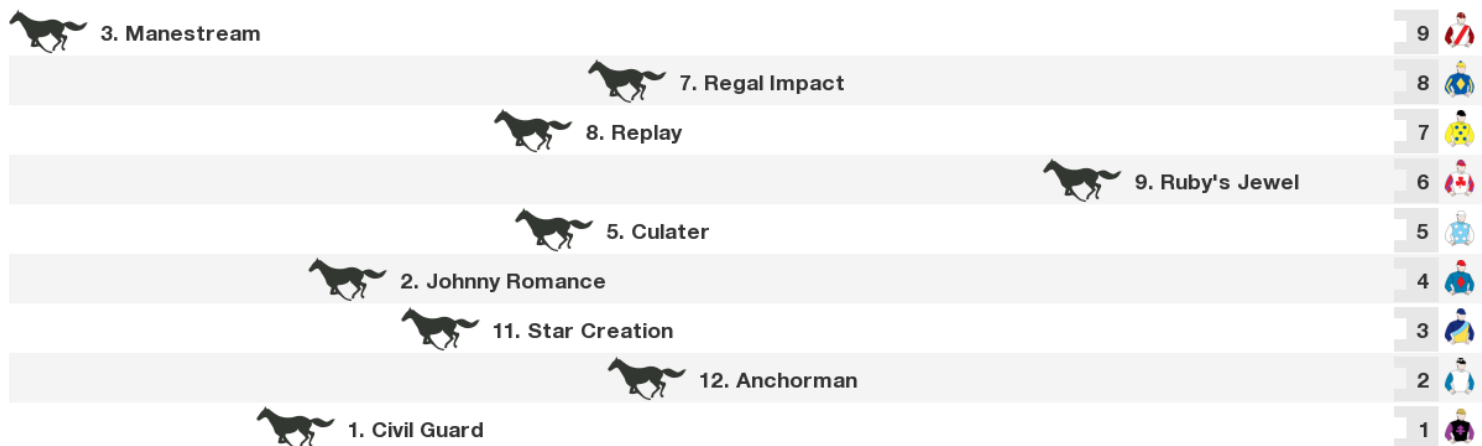 3. Manestream 9
7. Regal Impact 8
8. Replay 7
9. Ruby's Jewel 6
5. Culater 5
2. Johnny Romance 4
11. Star Creation 3
12. Anchorman 2
1. Civil Guard 1